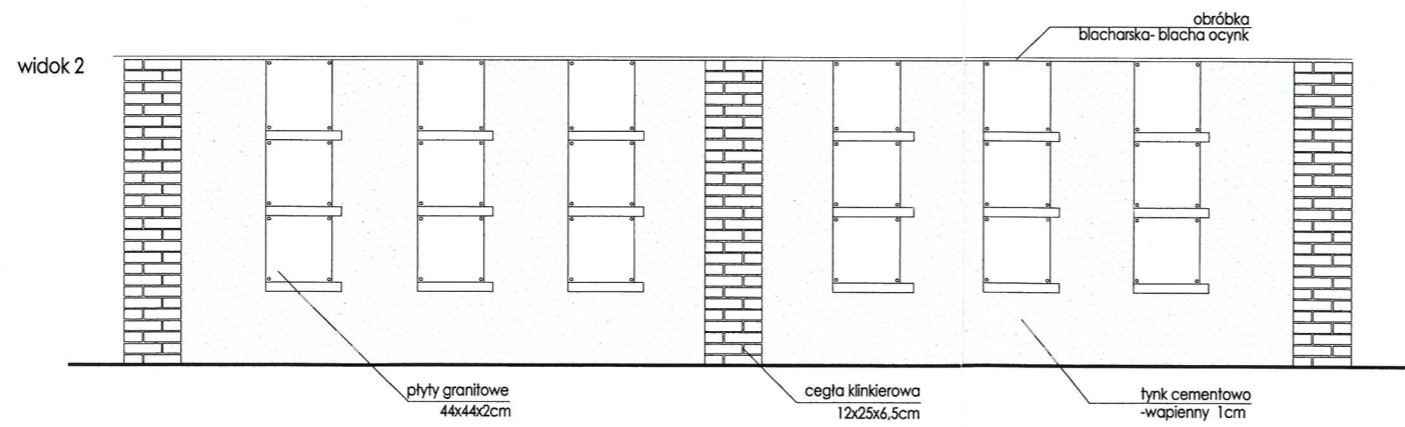 obróbka
blacharska- blacha ocynk
widok 2
płyty granitowe
44x44x2cm
cegła klinkierowa
12x25x6,5cm
tynk cementowo
-wapienny 1cm